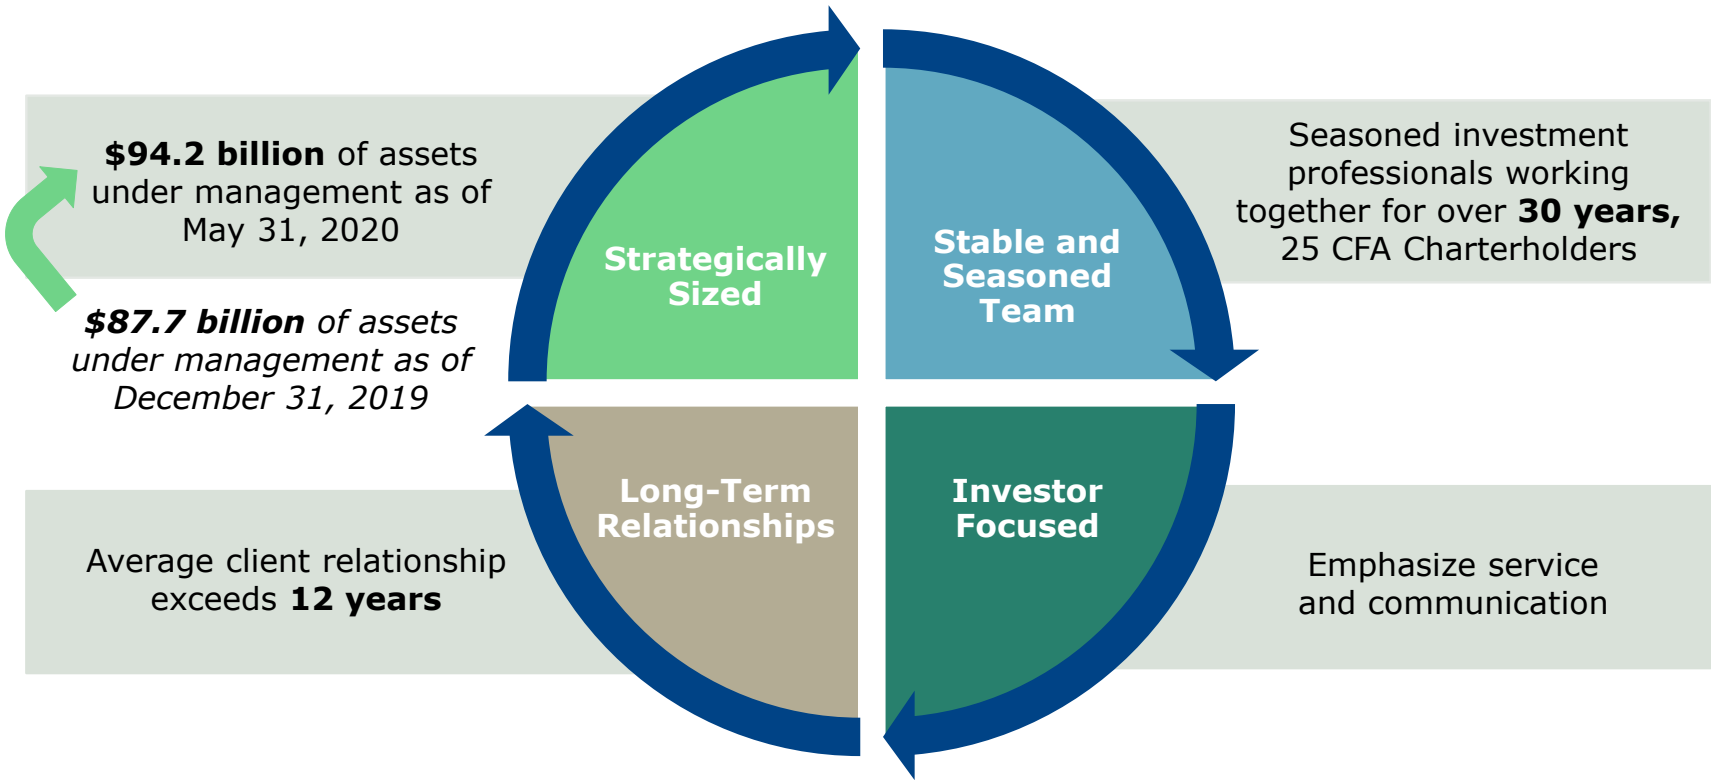 $94.2 billion of assets
under management as of
May 31, 2020
$87.7 billion of assets
under management as of
December 31, 2019
Strategically
Sized
Stable and
Seasoned
Team
Seasoned investment
professionals working
together for over 30 years,
25 CFA Charterholders
Average client relationship
exceeds 12 years
Long-Term
Relationships
Investor
Focused
Emphasize service
and communication